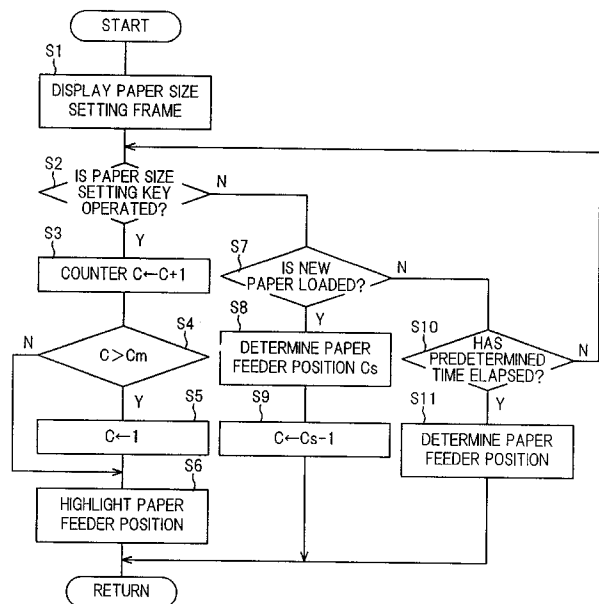 START
S1
DISPLAY PAPER SIZE
SETTING FRAME
S2
IS PAPER SIZE
SETTING KEY
OPERATED?
N
Y
S3
COUNTER C←C+1
S4
C>Cm
N
Y
S5
C←1
S6
HIGHLIGHT PAPER
FEEDER POSITION
S7
IS NEW
PAPER LOADED?
N
Y
S8
DETERMINE PAPER
FEEDER POSITION Cs
S9
C←Cs-1
S10
HAS
PREDETERMINED
TIME ELAPSED?
N
Y
S11
DETERMINE PAPER
FEEDER POSITION
RETURN